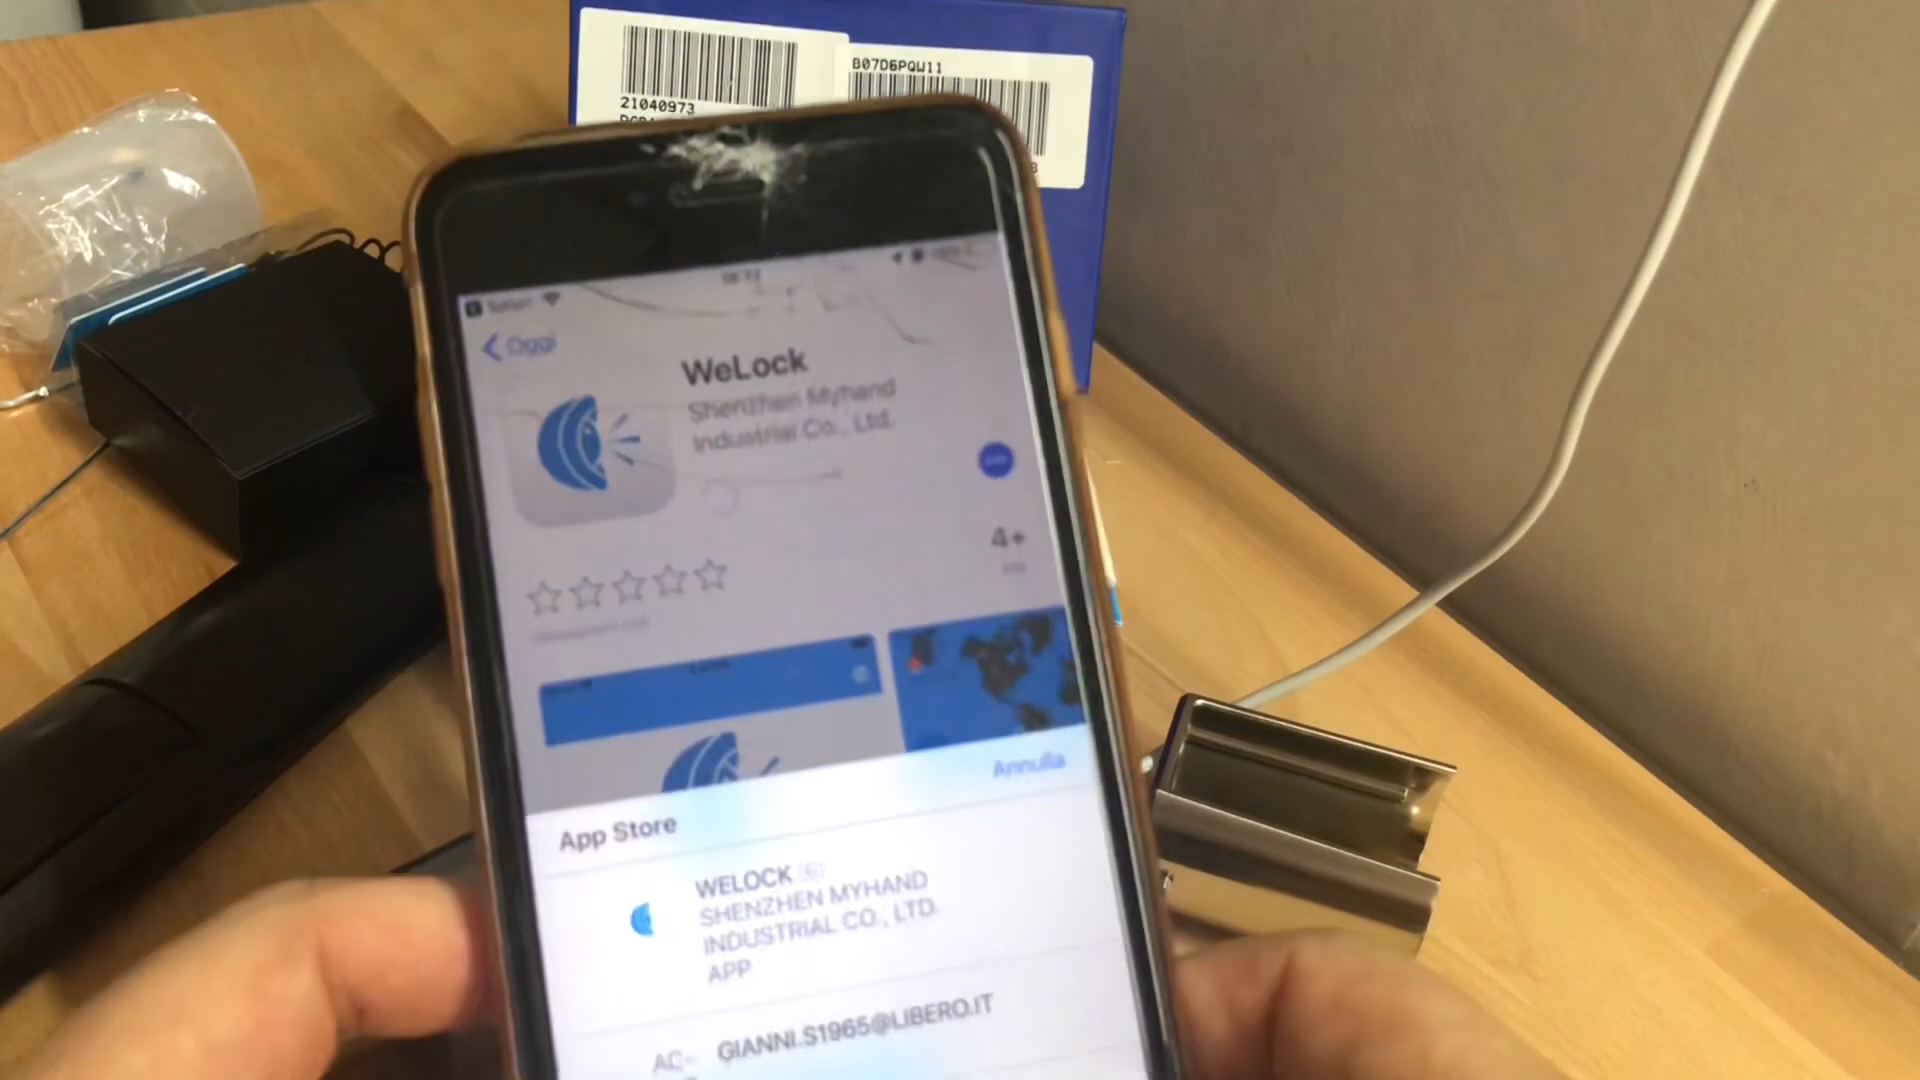 21040973
B07D6PQW11
Safari
Oggi
WeLock
Shenzhen Myhand
Industrial Co., Ltd.
4+
Annulla
App Store
WELOCK
SHENZHEN MYHAND
INDUSTRIAL CO., LTD.
APP
GIANNI.S1965@LIBERO.IT